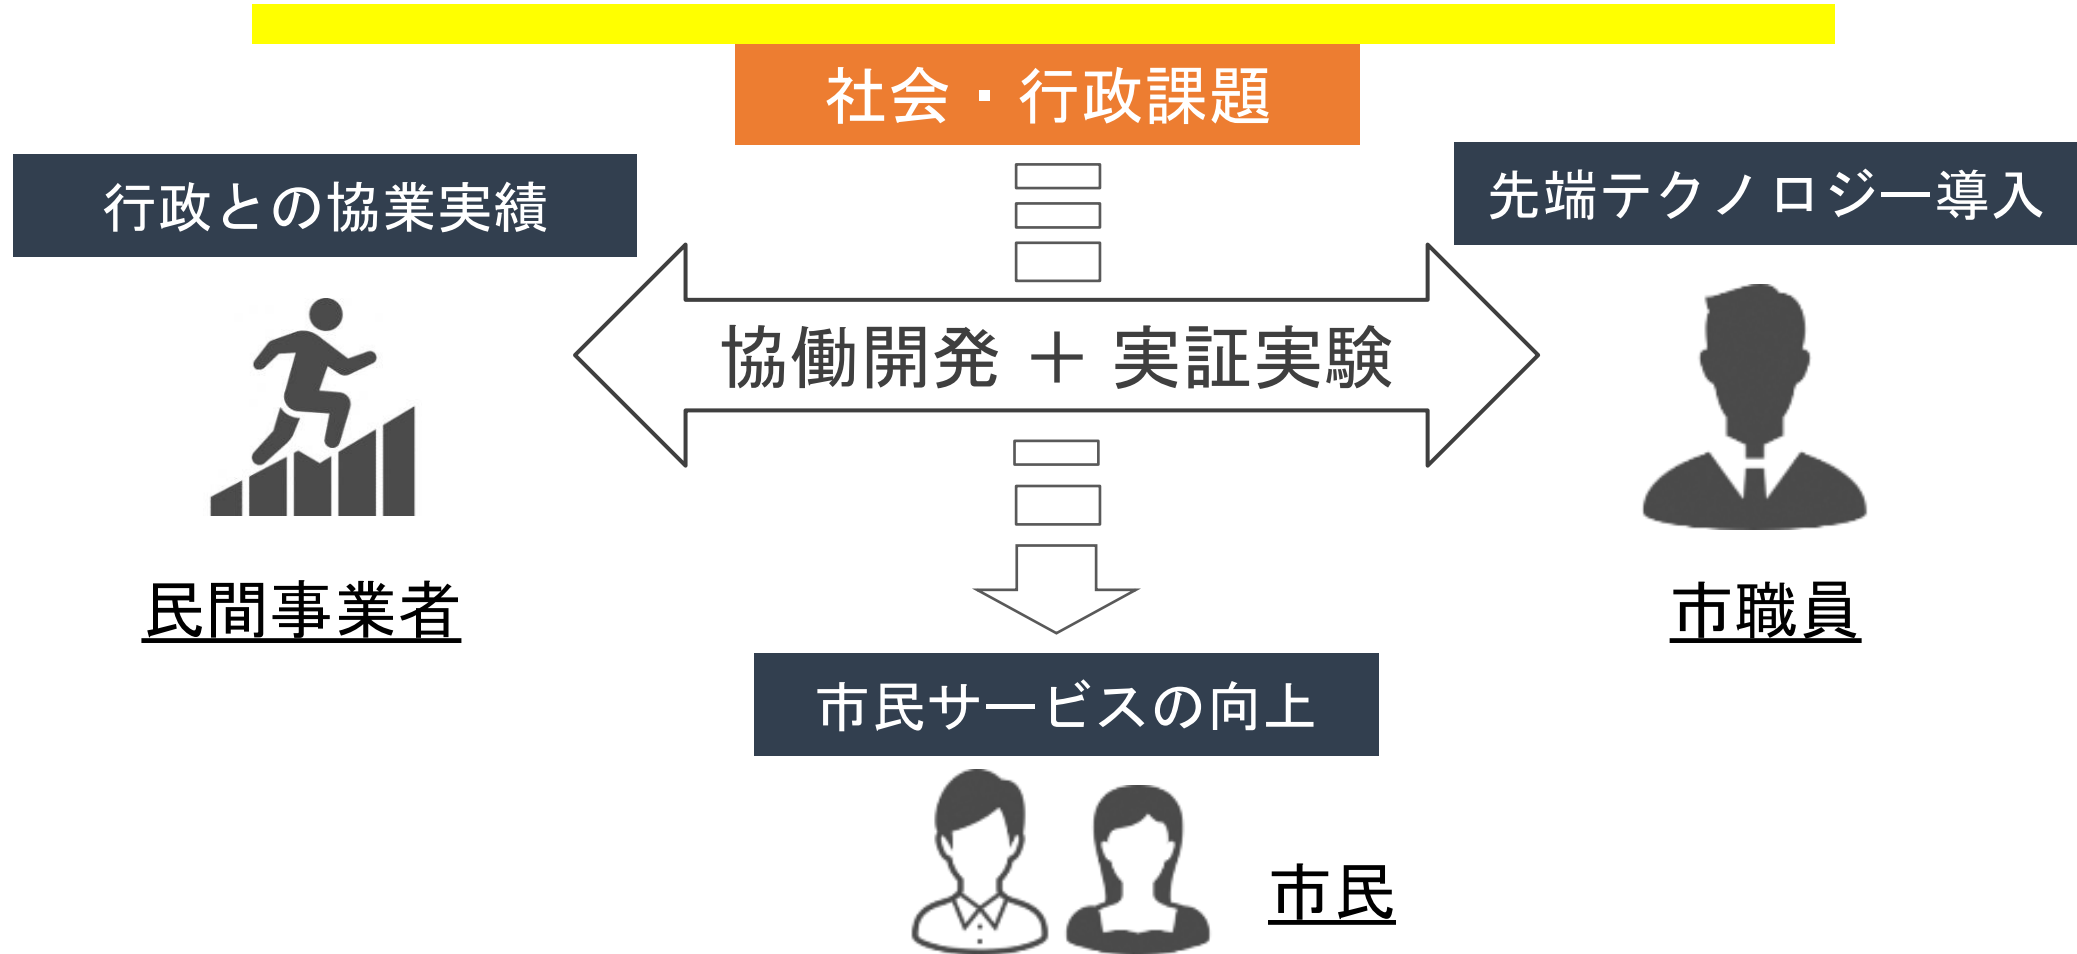 社会・行政課題
行政との協業実績
先端テクノロジー導入
協働開発 ＋ 実証実験
民間事業者
市職員
市民サービスの向上
市民